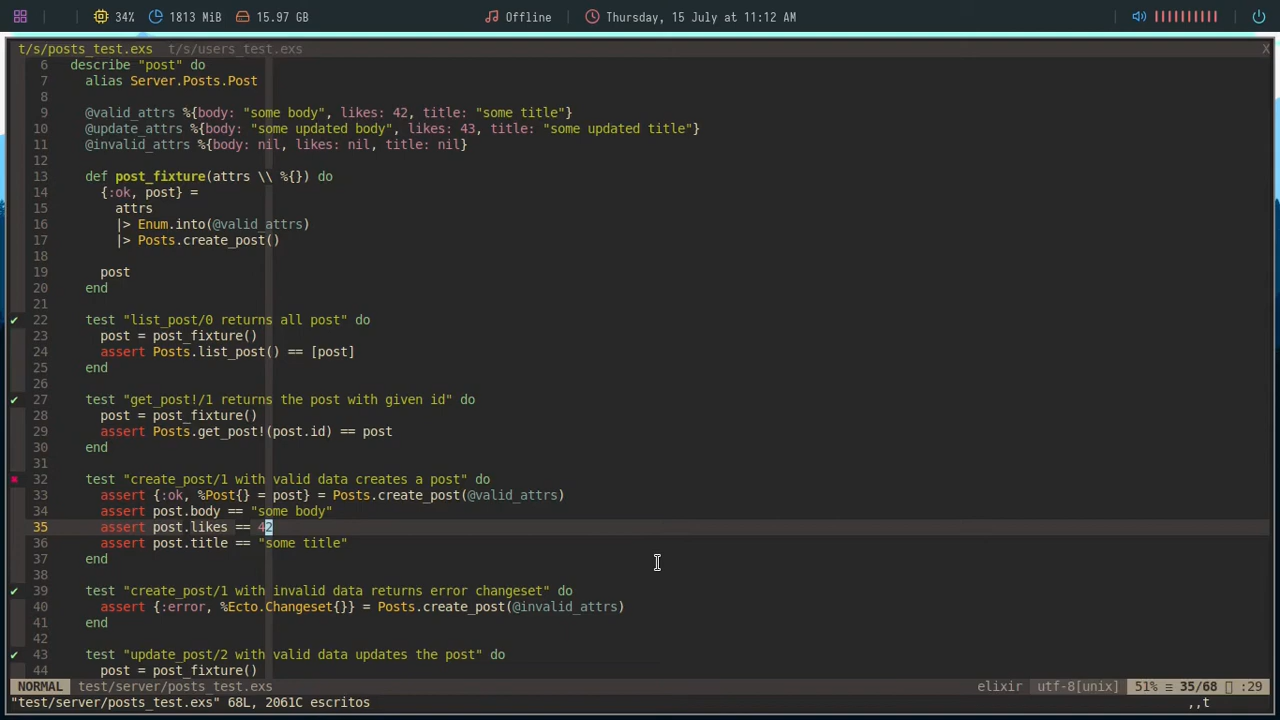 34% 1813 MiB 15.97 GB Offline Thursday, 15 July at 11:12 AM
t/s/posts_test.exs t/s/users_test.exs X
6 describe "post" do
7 alias Server.Posts.Post
8
9 @valid_attrs %{body: "some body", likes: 42, title: "some title"}
10 @update_attrs %{body: "some updated body", likes: 43, title: "some updated title"}
11 @invalid_attrs %{body: nil, likes: nil, title: nil}
12
13 def post_fixture(attrs \\ %{}) do
14 {:ok, post} =
15 attrs
16 |> Enum.into(@valid_attrs)
17 |> Posts.create_post()
18
19 post
20 end
21
22 test "list_post/0 returns all post" do
23 post = post_fixture()
24 assert Posts.list_post() == [post]
25 end
26
27 test "get_post!/1 returns the post with given id" do
28 post = post_fixture()
29 assert Posts.get_post!(post.id) == post
30 end
31
32 test "create_post/1 with valid data creates a post" do
33 assert {:ok, %Post{} = post} = Posts.create_post(@valid_attrs)
34 assert post.body == "some body"
35 assert post.likes == 42
36 assert post.title == "some title"
37 end
38
39 test "create_post/1 with invalid data returns error changeset" do
40 assert {:error, %Ecto.Changeset{}} = Posts.create_post(@invalid_attrs)
41 end
42
43 test "update_post/2 with valid data updates the post" do
44 post = post_fixture()
NORMAL test/server/posts_test.exs elixir utf-8[unix] 51% ≡ 35/68 :29
"test/server/posts_test.exs" 68L, 2061C escritos ,,t